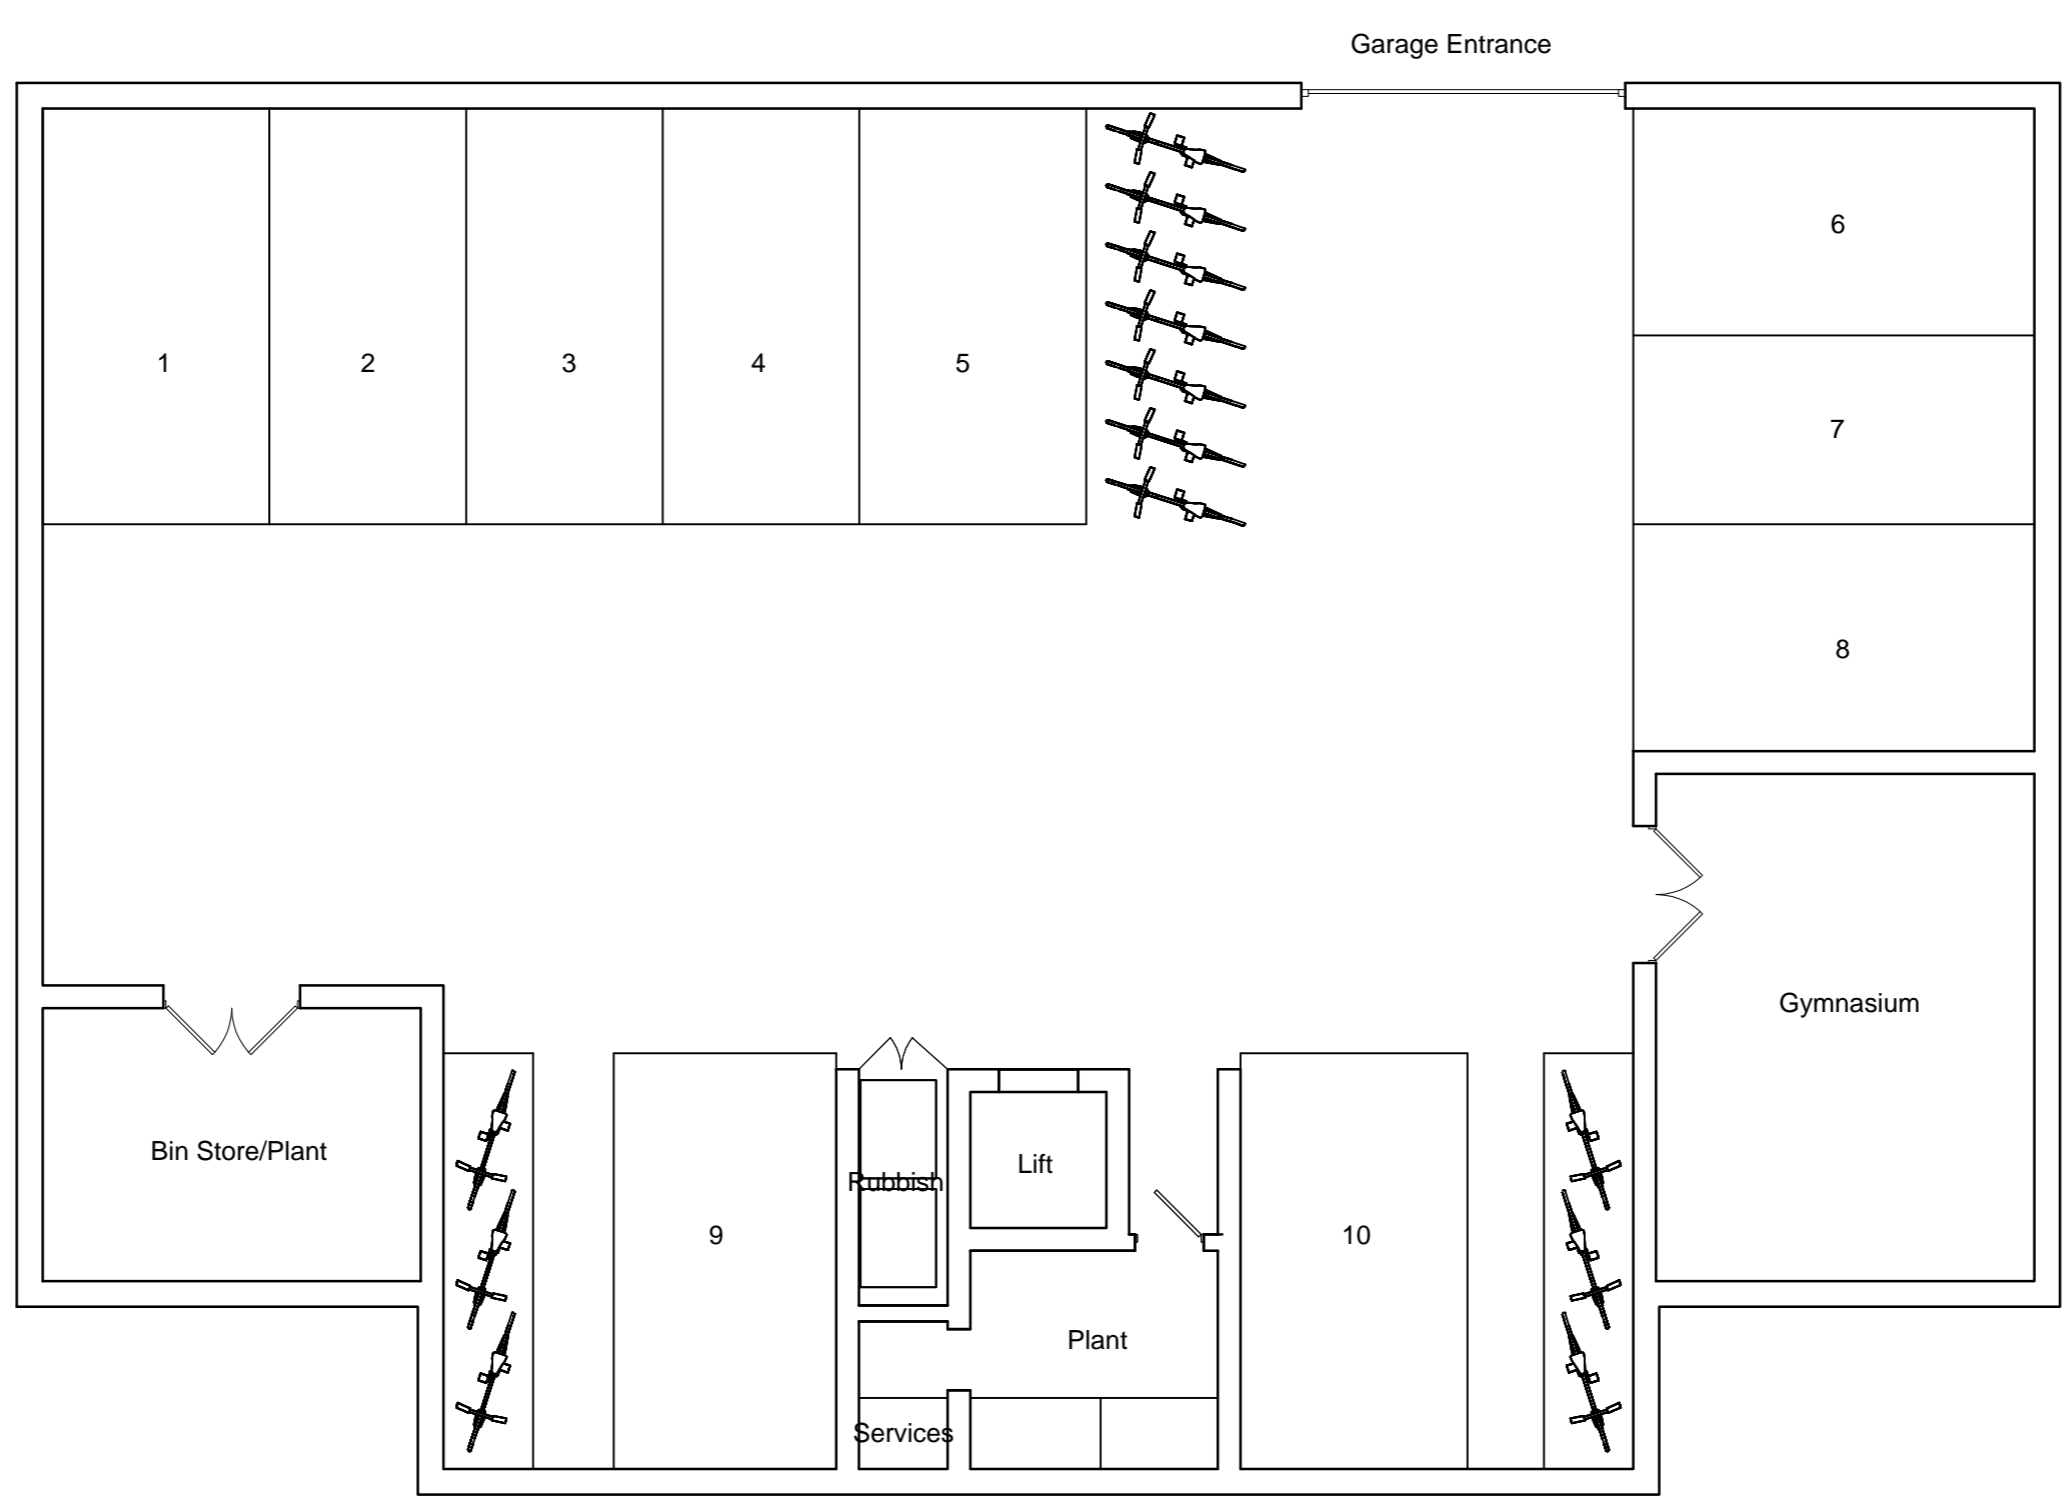 Garage Entrance
6
1
2
3
4
5
7
8
Gymnasium
Bin Store/Plant
Lift
Rubbish
9
10
Plant
Services